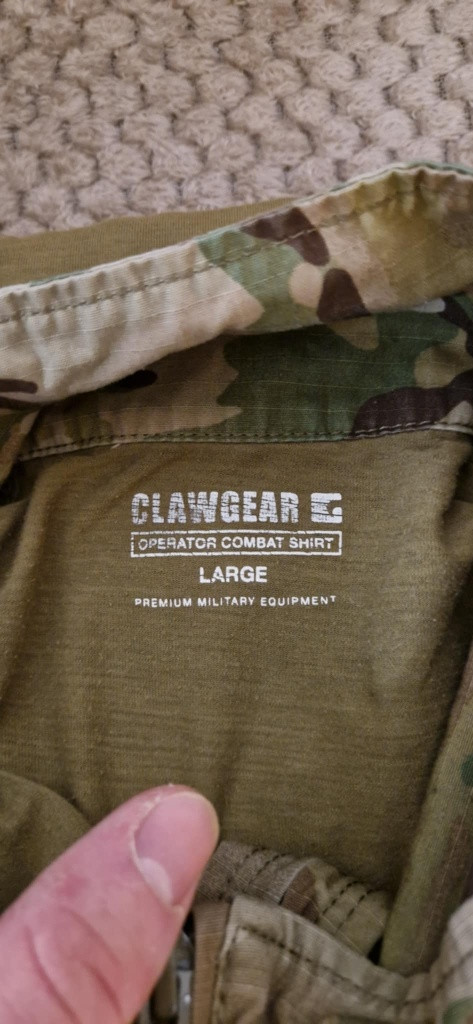 CLAWGEAR
OPERATOR COMBAT SHIRT
LARGE
PREMIUM MILITARY EQUIPMENT